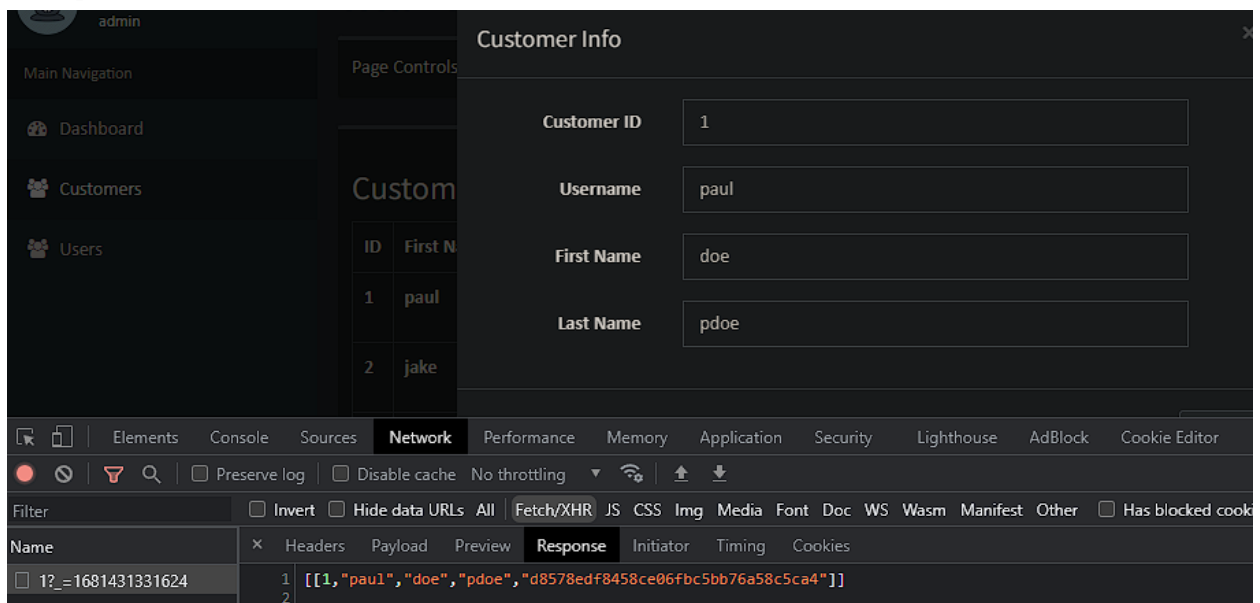 admin
Main Navigation
Dashboard
Customers
Users
Page Controls
Custom
ID First N
1 paul
2 jake
Customer Info
×
Customer ID 1
Username paul
First Name doe
Last Name pdoe
Elements Console Sources Network Performance Memory Application Security Lighthouse AdBlock Cookie Editor
Preserve log Disable cache No throttling
Filter Invert Hide data URLs All Fetch/XHR JS CSS Img Media Font Doc WS Wasm Manifest Other Has blocked cooki
Name × Headers Payload Preview Response Initiator Timing Cookies
1?_=1681431331624 1 [[1,"paul","doe","pdoe","d8578edf8458ce06fbc5bb76a58c5ca4"]]
2